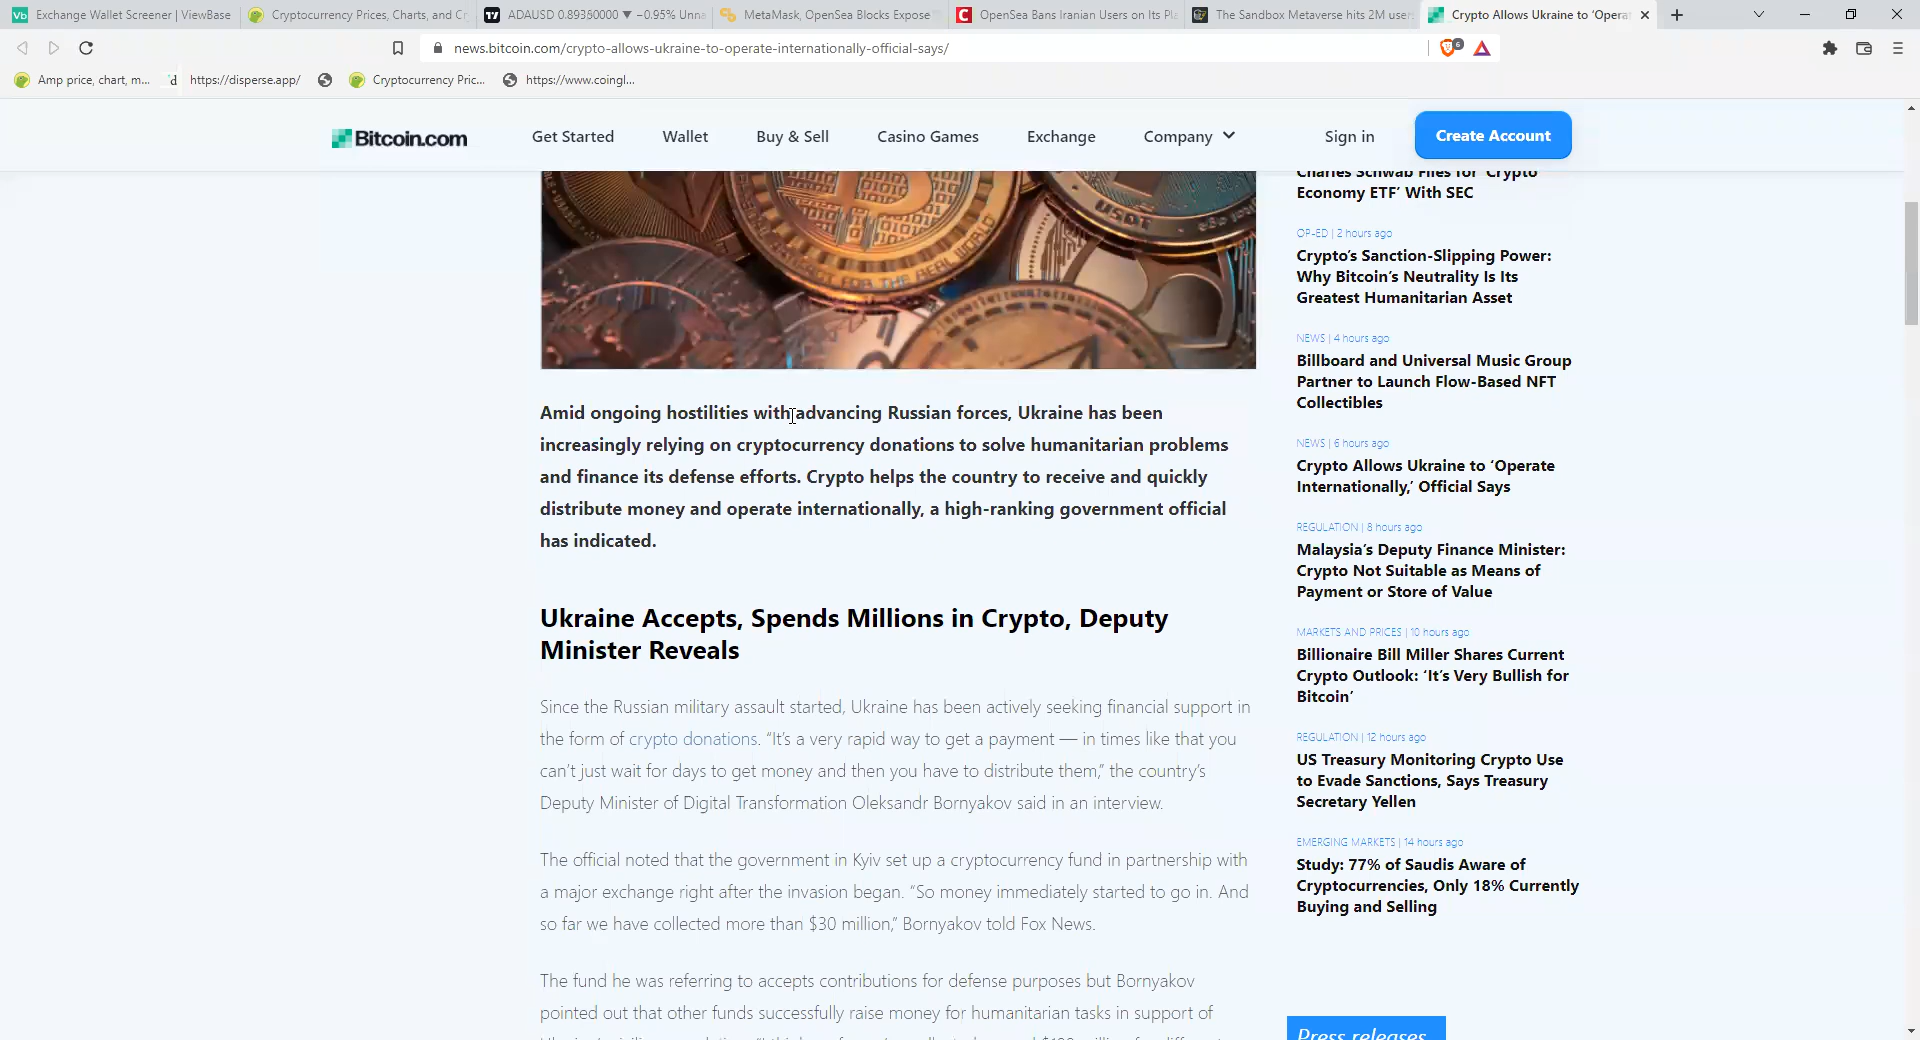 Exchange Wallet Screener | ViewBase
Cryptocurrency Prices, Charts, and Cr
ADAUSD 0.89360000 ▼ −0.95% Unna
MetaMask, OpenSea Blocks Expose
OpenSea Bans Iranian Users on Its Pla
The Sandbox Metaverse hits 2M user
Crypto Allows Ukraine to ‘Opera
news.bitcoin.com/crypto-allows-ukraine-to-operate-internationally-official-says/
6
Amp price, chart, m...
d
https://disperse.app/
Cryptocurrency Pric...
https://www.coingl...
Bitcoin.com
Get Started
Wallet
Buy & Sell
Casino Games
Exchange
Company
Sign in
Create Account
USDT
Amid ongoing hostilities with advancing Russian forces, Ukraine has been
increasingly relying on cryptocurrency donations to solve humanitarian problems
and finance its defense efforts. Crypto helps the country to receive and quickly
distribute money and operate internationally, a high-ranking government official
has indicated.
Ukraine Accepts, Spends Millions in Crypto, Deputy
Minister Reveals
Since the Russian military assault started, Ukraine has been actively seeking financial support in
the form of crypto donations. “It’s a very rapid way to get a payment — in times like that you
can’t just wait for days to get money and then you have to distribute them,” the country’s
Deputy Minister of Digital Transformation Oleksandr Bornyakov said in an interview.
The official noted that the government in Kyiv set up a cryptocurrency fund in partnership with
a major exchange right after the invasion began. “So money immediately started to go in. And
so far we have collected more than $30 million,” Bornyakov told Fox News.
The fund he was referring to accepts contributions for defense purposes but Bornyakov
pointed out that other funds successfully raise money for humanitarian tasks in support of
Charles Schwab Files for ‘Crypto
Economy ETF’ With SEC
OP-ED | 2 hours ago
Crypto’s Sanction-Slipping Power:
Why Bitcoin’s Neutrality Is Its
Greatest Humanitarian Asset
NEWS | 4 hours ago
Billboard and Universal Music Group
Partner to Launch Flow-Based NFT
Collectibles
NEWS | 6 hours ago
Crypto Allows Ukraine to ‘Operate
Internationally,’ Official Says
REGULATION | 8 hours ago
Malaysia’s Deputy Finance Minister:
Crypto Not Suitable as Means of
Payment or Store of Value
MARKETS AND PRICES | 10 hours ago
Billionaire Bill Miller Shares Current
Crypto Outlook: ‘It’s Very Bullish for
Bitcoin’
REGULATION | 12 hours ago
US Treasury Monitoring Crypto Use
to Evade Sanctions, Says Treasury
Secretary Yellen
EMERGING MARKETS | 14 hours ago
Study: 77% of Saudis Aware of
Cryptocurrencies, Only 18% Currently
Buying and Selling
Press releases